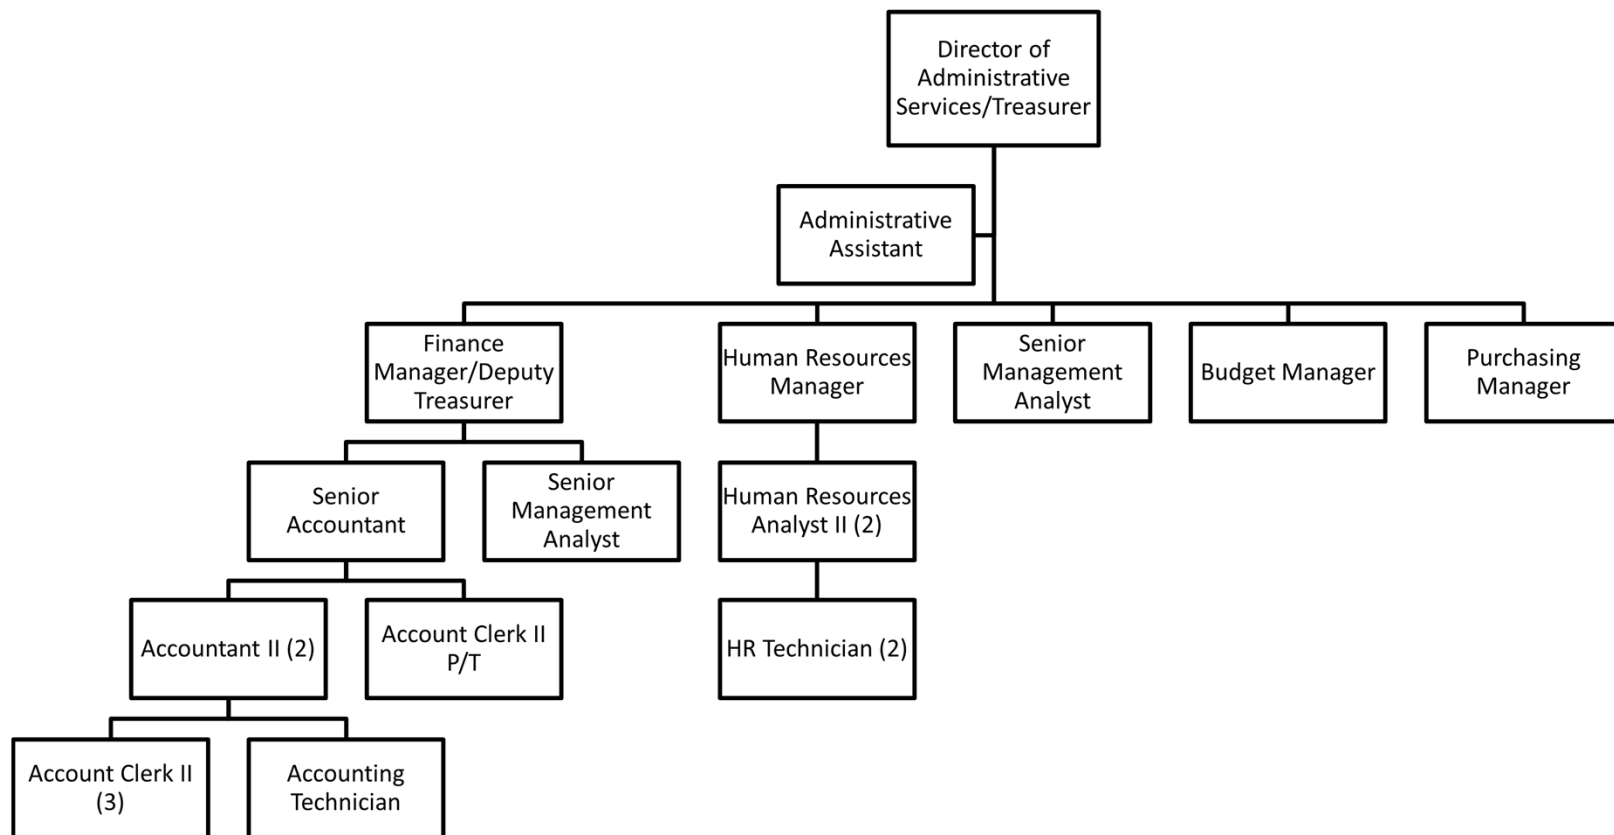 Director of
Administrative
Services/Treasurer
Administrative
Assistant
Finance
Manager/Deputy
Treasurer
Human Resources
Manager
Senior
Management
Analyst
Budget Manager
Purchasing
Manager
Senior
Accountant
Senior
Management
Analyst
Human Resources
Analyst II (2)
Accountant II (2)
Account Clerk II
P/T
HR Technician (2)
Account Clerk II
(3)
Accounting
Technician